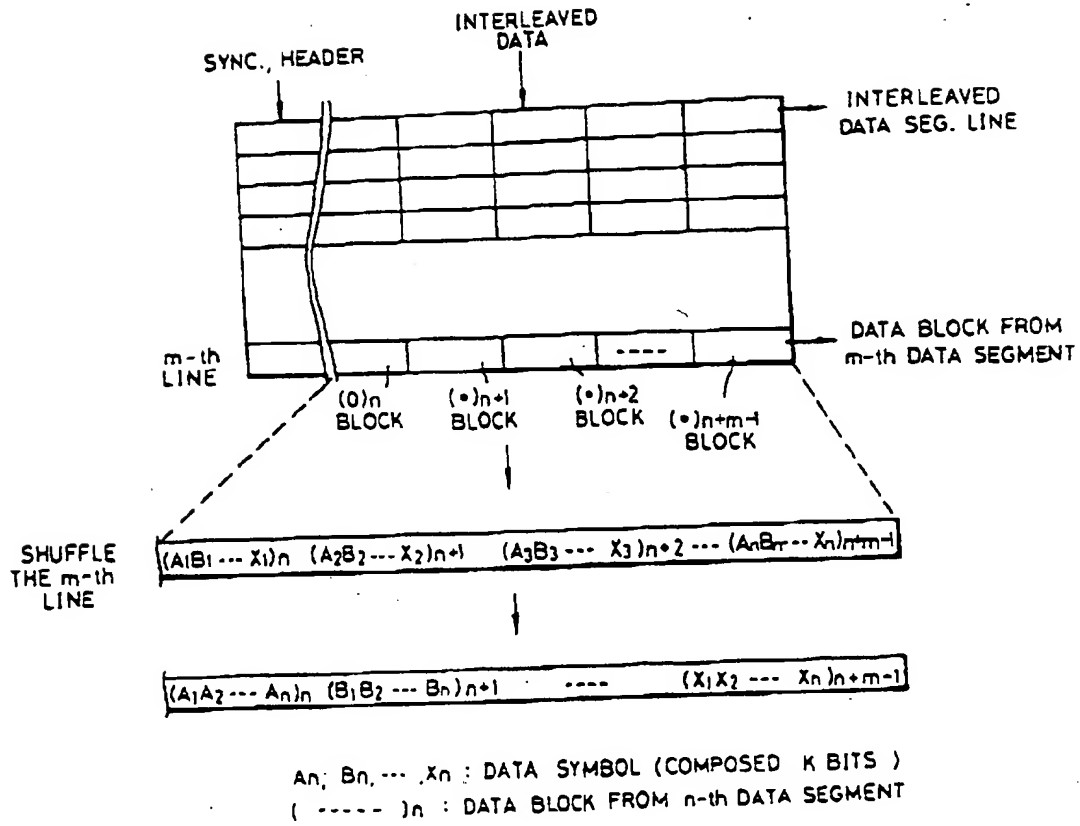 INTERLEAVED
DATA
SYNC., HEADER
INTERLEAVED
DATA SEG. LINE
m-th
LINE
DATA BLOCK FROM
m-th DATA SEGMENT
----
(0)n
BLOCK
(•)n+1
BLOCK
(•)n+2
BLOCK
(•)n+m-1
BLOCK
SHUFFLE
THE m-th
LINE
(A1B1 --- X1)n (A2B2 --- X2)n+1 (A3B3 --- X3)n+2 --- (AnBn --- Xn)n+m-1
(A1A2 --- An)n (B1B2 --- Bn)n+1 ---- (X1X2 --- Xn)n+m-1
An; Bn, --- ,Xn : DATA SYMBOL (COMPOSED K BITS )
( ----- )n : DATA BLOCK FROM n-th DATA SEGMENT